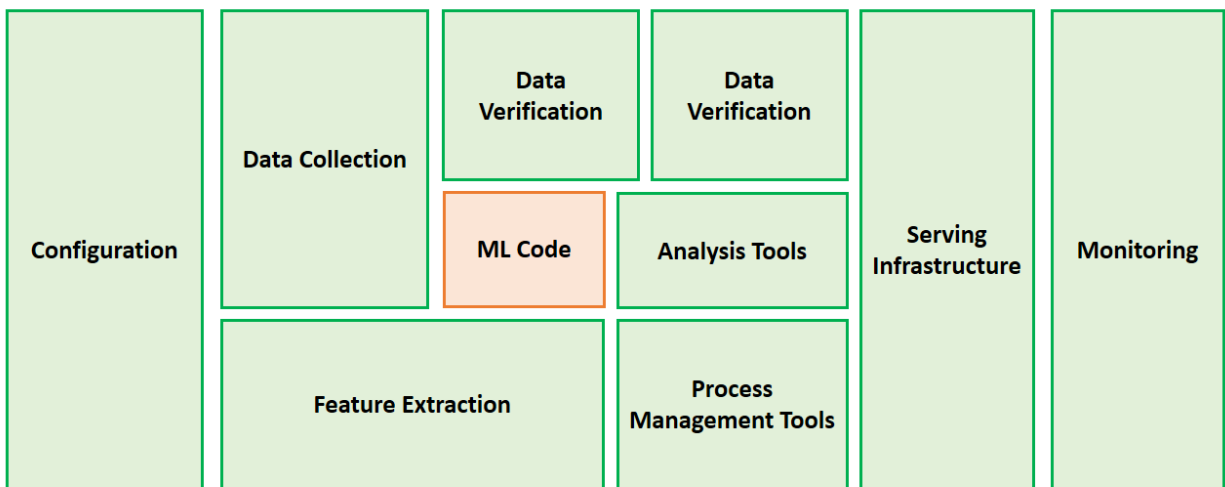 Configuration
Data Collection
Data
Verification
Data
Verification
ML Code
Analysis Tools
Feature Extraction
Process
Management Tools
Serving
Infrastructure
Monitoring